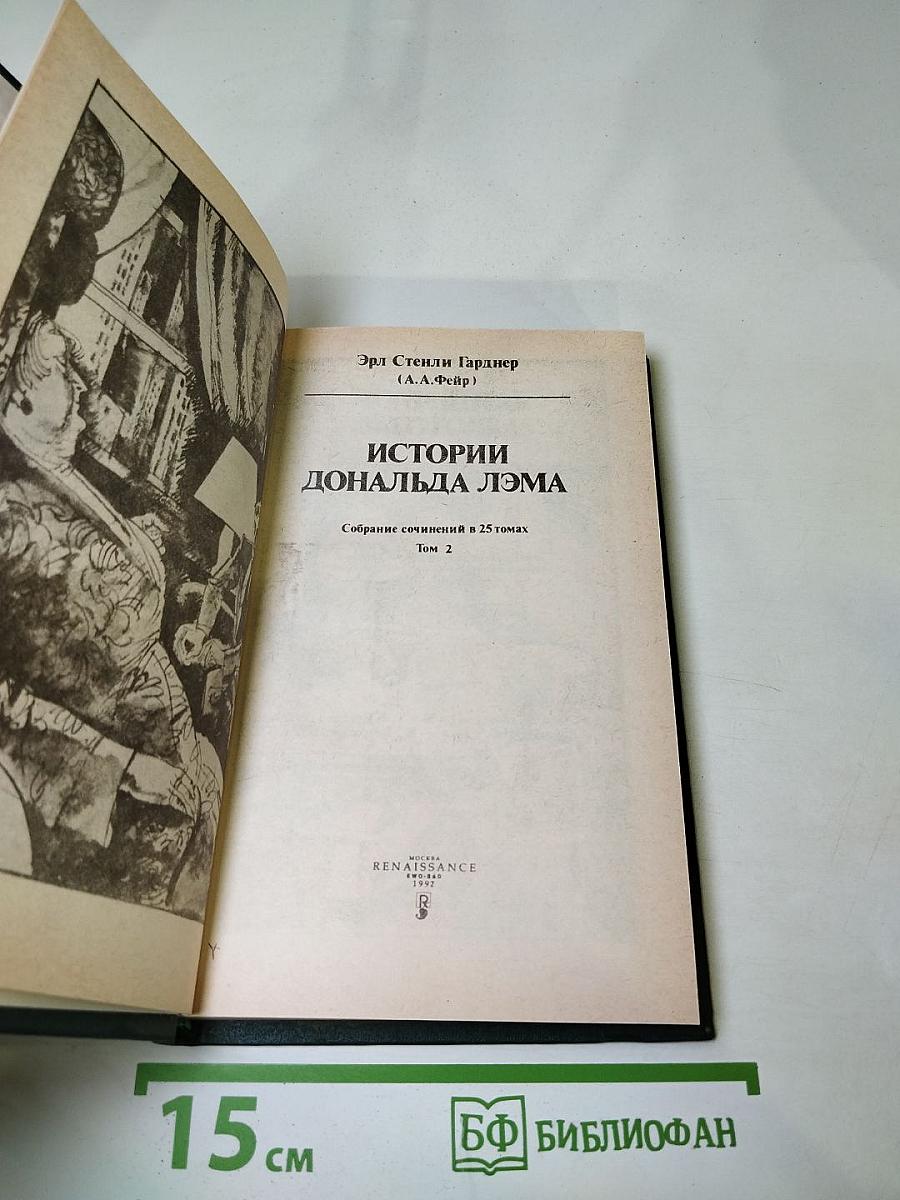 Эрл Стенли Гарднер
(А.А.Фейр)
ИСТОРИИ
ДОНАЛЬДА ЛЭМА
Собрание сочинений в 25 томах
Том 2
МОСКВА
RENAISSANCE
EWO-S&D
1992
R
15 см
БФ БИБЛИОФАН